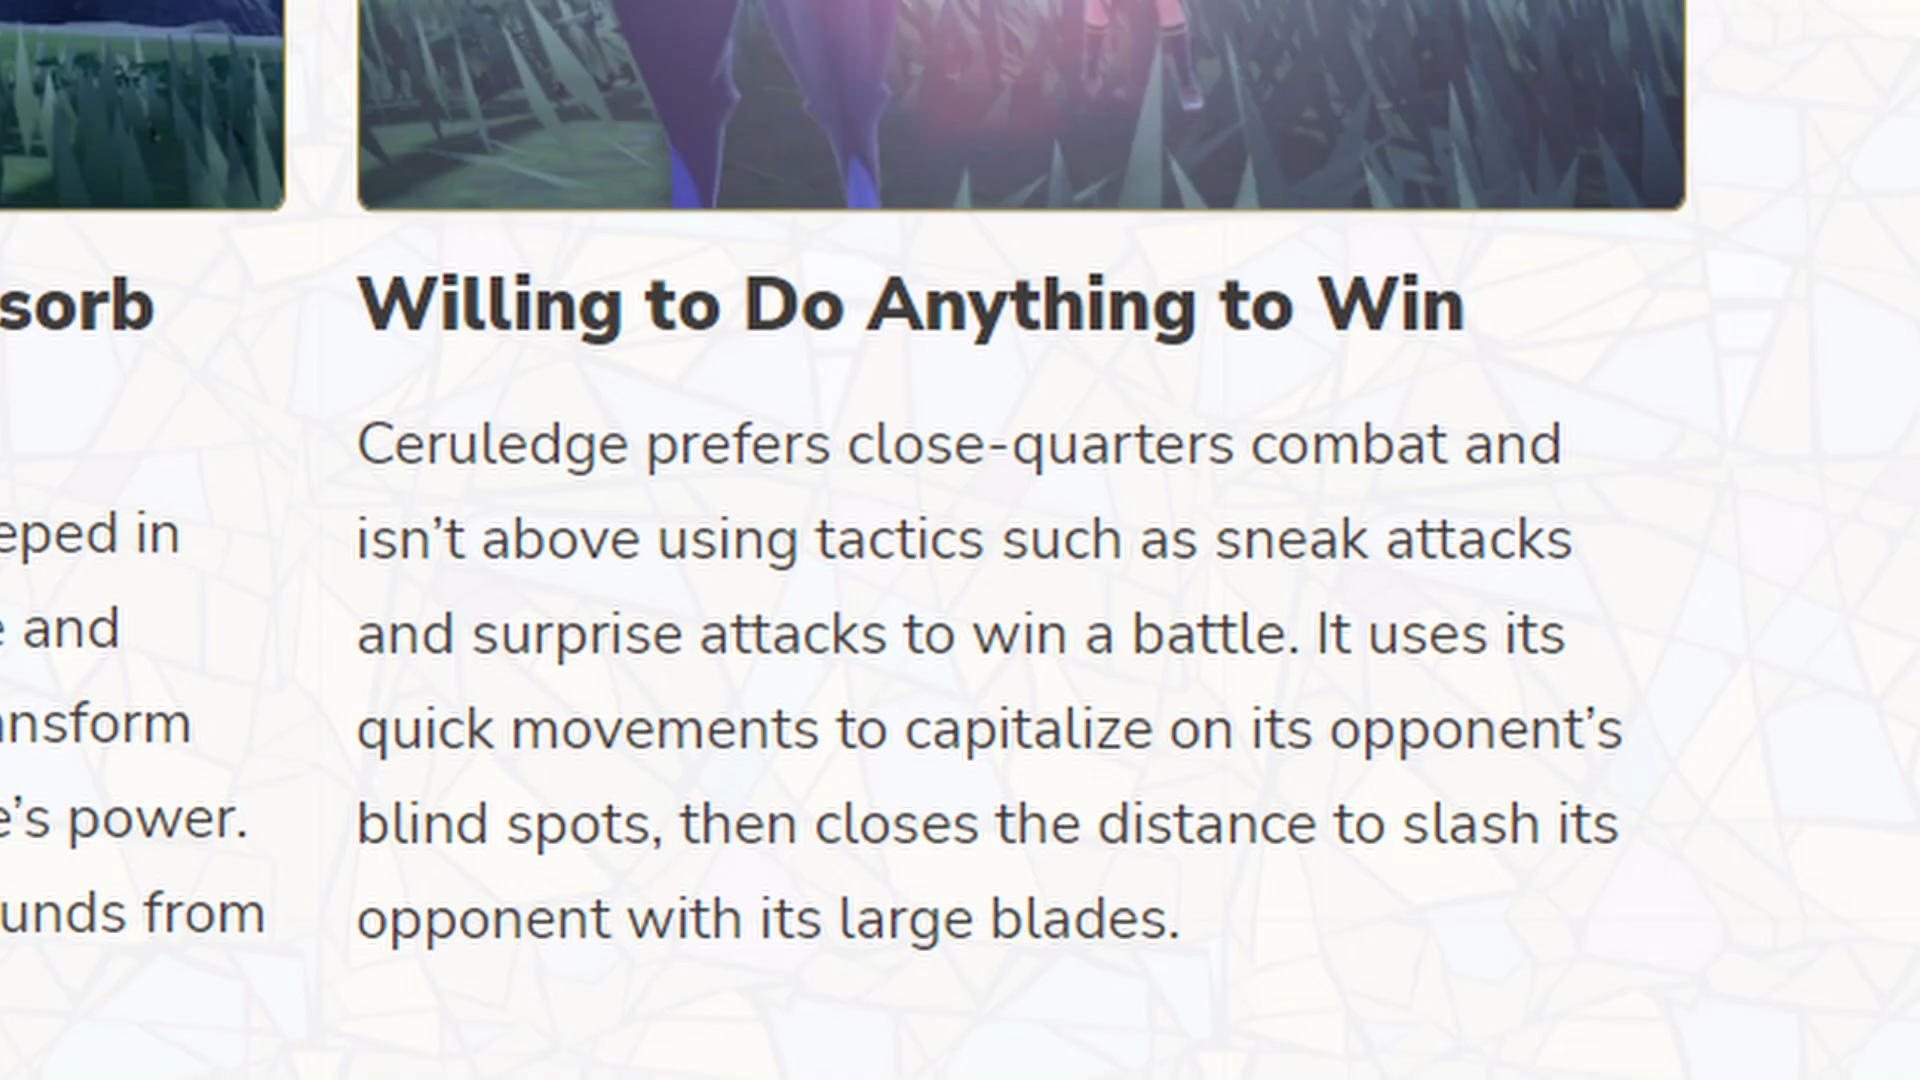 sorb
eped in
and
ansform
e's power.
unds from
Willing to Do Anything to Win
Ceruledge prefers close-quarters combat and
isn’t above using tactics such as sneak attacks
and surprise attacks to win a battle. It uses its
quick movements to capitalize on its opponent’s
blind spots, then closes the distance to slash its
opponent with its large blades.